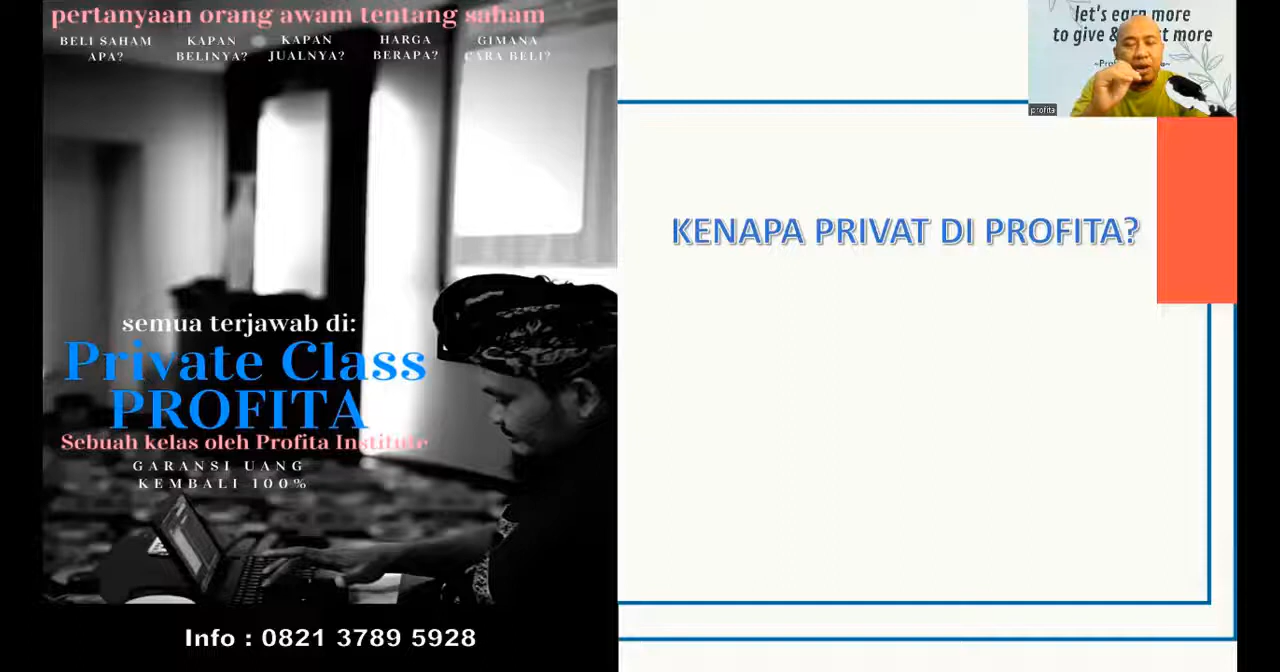 pertanyaan orang awam tentang saham
BELI SAHAM APA?
KAPAN BELINYA?
KAPAN JUALNYA?
HARGA BERAPA?
GIMANA CARA BELI?
semua terjawab di:
Private Class
PROFITA
Sebuah kelas oleh Profita Institute
GARANSI UANG
KEMBALI 100%
Info : 0821 3789 5928
let's earn more
to give & more
profita
KENAPA PRIVAT DI PROFITA?